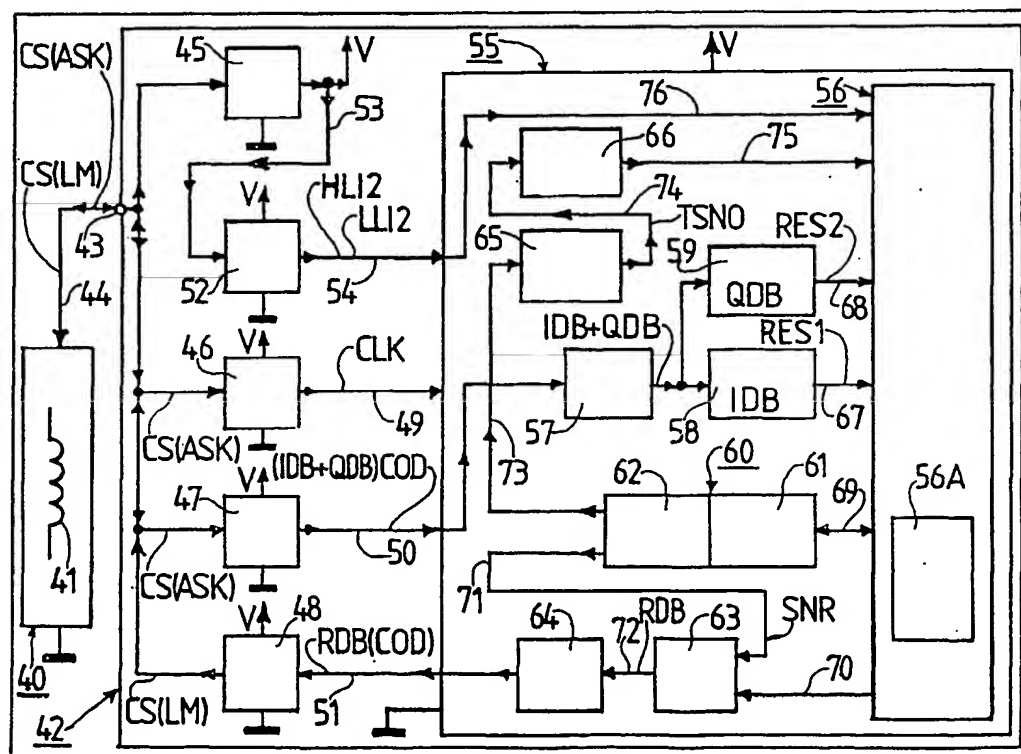 CS(ASK)
45
V
53
55
V
76
56
66
75
CS(LM)
43
V
HLI2
LLI2
74
TSNO
65
59
RES2
QDB
68
44
52
54
IDB+QDB
RES1
V
46
CLK
57
58
IDB
67
CS(ASK)
49
73
V
(IDB+QDB)COD
60
62
61
69
56A
47
50
41
CS(ASK)
71
V
48
RDB(COD)
64
RDB
72
63
SNR
70
40
CS(LM)
51
42